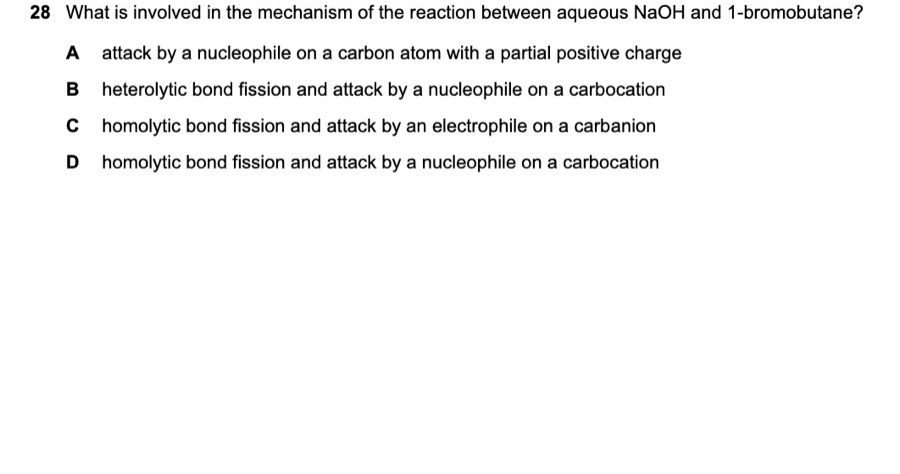 28 What is involved in the mechanism of the reaction between aqueous NaOH and 1-bromobutane?
A attack by a nucleophile on a carbon atom with a partial positive charge
B heterolytic bond fission and attack by a nucleophile on a carbocation
C homolytic bond fission and attack by an electrophile on a carbanion
D homolytic bond fission and attack by a nucleophile on a carbocation